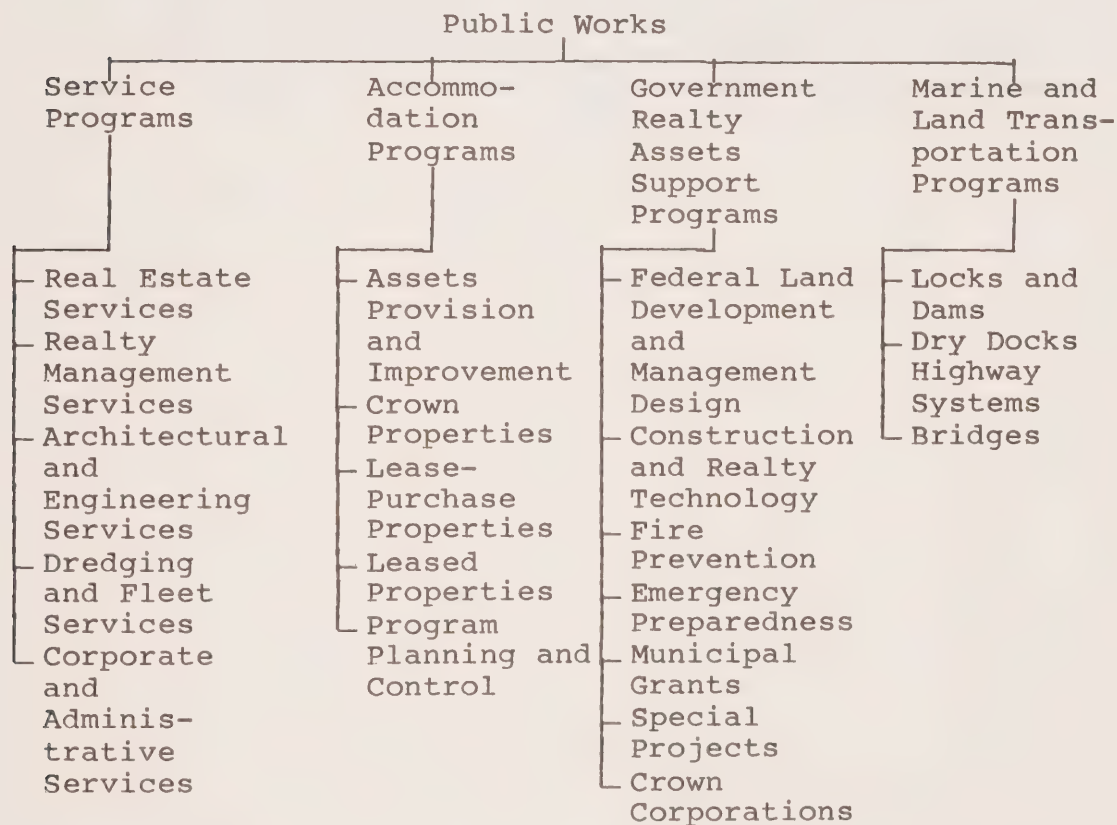 Public Works
Service
Programs
Real Estate
Services
Realty
Management
Services
Architectural
and
Engineering
Services
Dredging
and Fleet
Services
Corporate
and
Adminis-
trative
Services
Accommo-
dation
Programs
Assets
Provision
and
Improvement
Crown
Properties
Lease-
Purchase
Properties
Leased
Properties
Program
Planning and
Control
Government
Realty
Assets
Support
Programs
Federal Land
Development
and
Management
Design
Construction
and Realty
Technology
Fire
Prevention
Emergency
Preparedness
Municipal
Grants
Special
Projects
Crown
Corporations
Marine and
Land Trans-
portation
Programs
Locks and
Dams
Dry Docks
Highway
Systems
Bridges